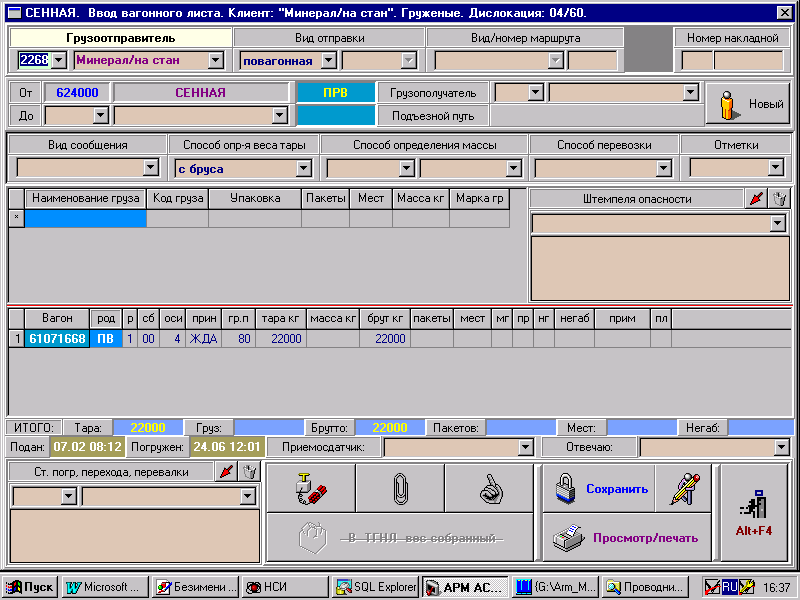 СЕННАЯ. Ввод вагонного листа. Клиент: "Минерал/на стан". Груженые. Дислокация: 04/60.
Грузоотправитель Вид отправки Вид/номер маршрута Номер накладной
2268 Минерал/на стан повагонная
От 624000 СЕННАЯ ПРВ Грузополучатель
Новый
До Подъезной путь
Вид сообщения Способ опр-я веса тары Способ определения массы Способ перевозки Отметки
с бруса
Наименование груза Код груза Упаковка Пакеты Мест Масса кг Марка гр Штемпеля опасности
*
Вагон род р сб оси прин гр.п тара кг масса кг брут кг пакеты мест мг пр нг негаб прим пл
1 61071668 ПВ 1 00 4 ЖДА 80 22000 22000
ИТОГО: Тара: 22000 Груз: Брутто: 22000 Пакетов: Мест: Негаб:
Подан: 07.02 08:12 Погружен: 24.06 12:01 Приемосдатчик: Отвечаю:
Ст. погр, перехода, перевалки
Сохранить
В ТГНЛ вес собранный Просмотр/печать Alt+F4
Пуск Microsoft ... Безимени ... НСИ SQL Explorer АРМ АС... {G:\Arm_M... Проводни... RU 16:37